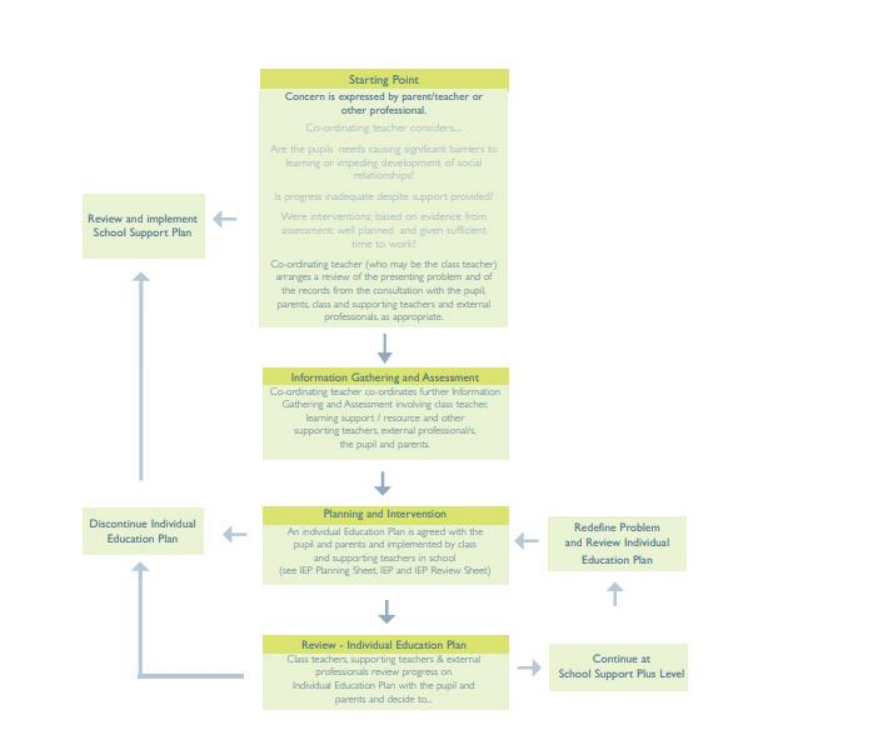 Starting Point
Concern is expressed by parent/teacher or
other professional.
Co-ordinating teacher considers...
Are the pupils needs causing significant barriers to
learning or impeding development of social
relationships?
Is progress inadequate despite support provided?
Were interventions; based on evidence from
assessment; well planned and given sufficient
time to work?
Co-ordinating teacher (who may be the class teacher)
arranges a review of the presenting problem and of
the records from the consultation with the pupil,
parents, class and supporting teachers and external
professionals, as appropriate.
Review and implement
School Support Plan
Information Gathering and Assessment
Co-ordinating teacher co-ordinates further Information
Gathering and Assessment involving class teacher,
learning support / resource and other
supporting teachers, external professional/s,
the pupil and parents.
Discontinue Individual
Education Plan
Planning and Intervention
An individual Education Plan is agreed with the
pupil and parents and implemented by class
and supporting teachers in school
(see IEP Planning Sheet, IEP and IEP Review Sheet)
Redefine Problem
and Review Individual
Education Plan
Review - Individual Education Plan
Class teachers, supporting teachers & external
professionals review progress on
Individual Education Plan with the pupil and
parents and decide to...
Continue at
School Support Plus Level